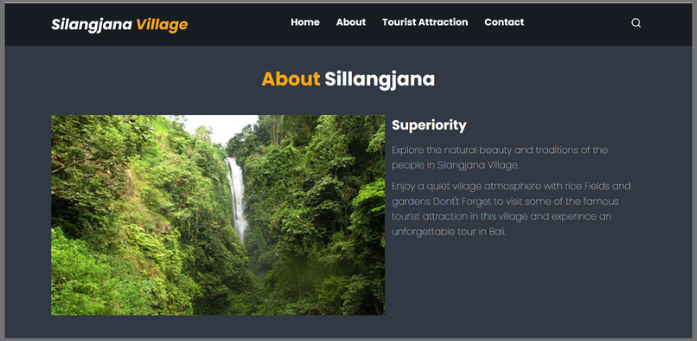 Silangjana Village
Home About Tourist Attraction Contact
About Sillangjana
Superiority
Explore the natural beauty and traditions of the
people in Silangjana Village.
Enjoy a quiet village atmosphere with rice Fields and
gardens Dont't Forget to visit some of the famous
tourist attraction in this village and experince an
unforgettable tour in Bali.